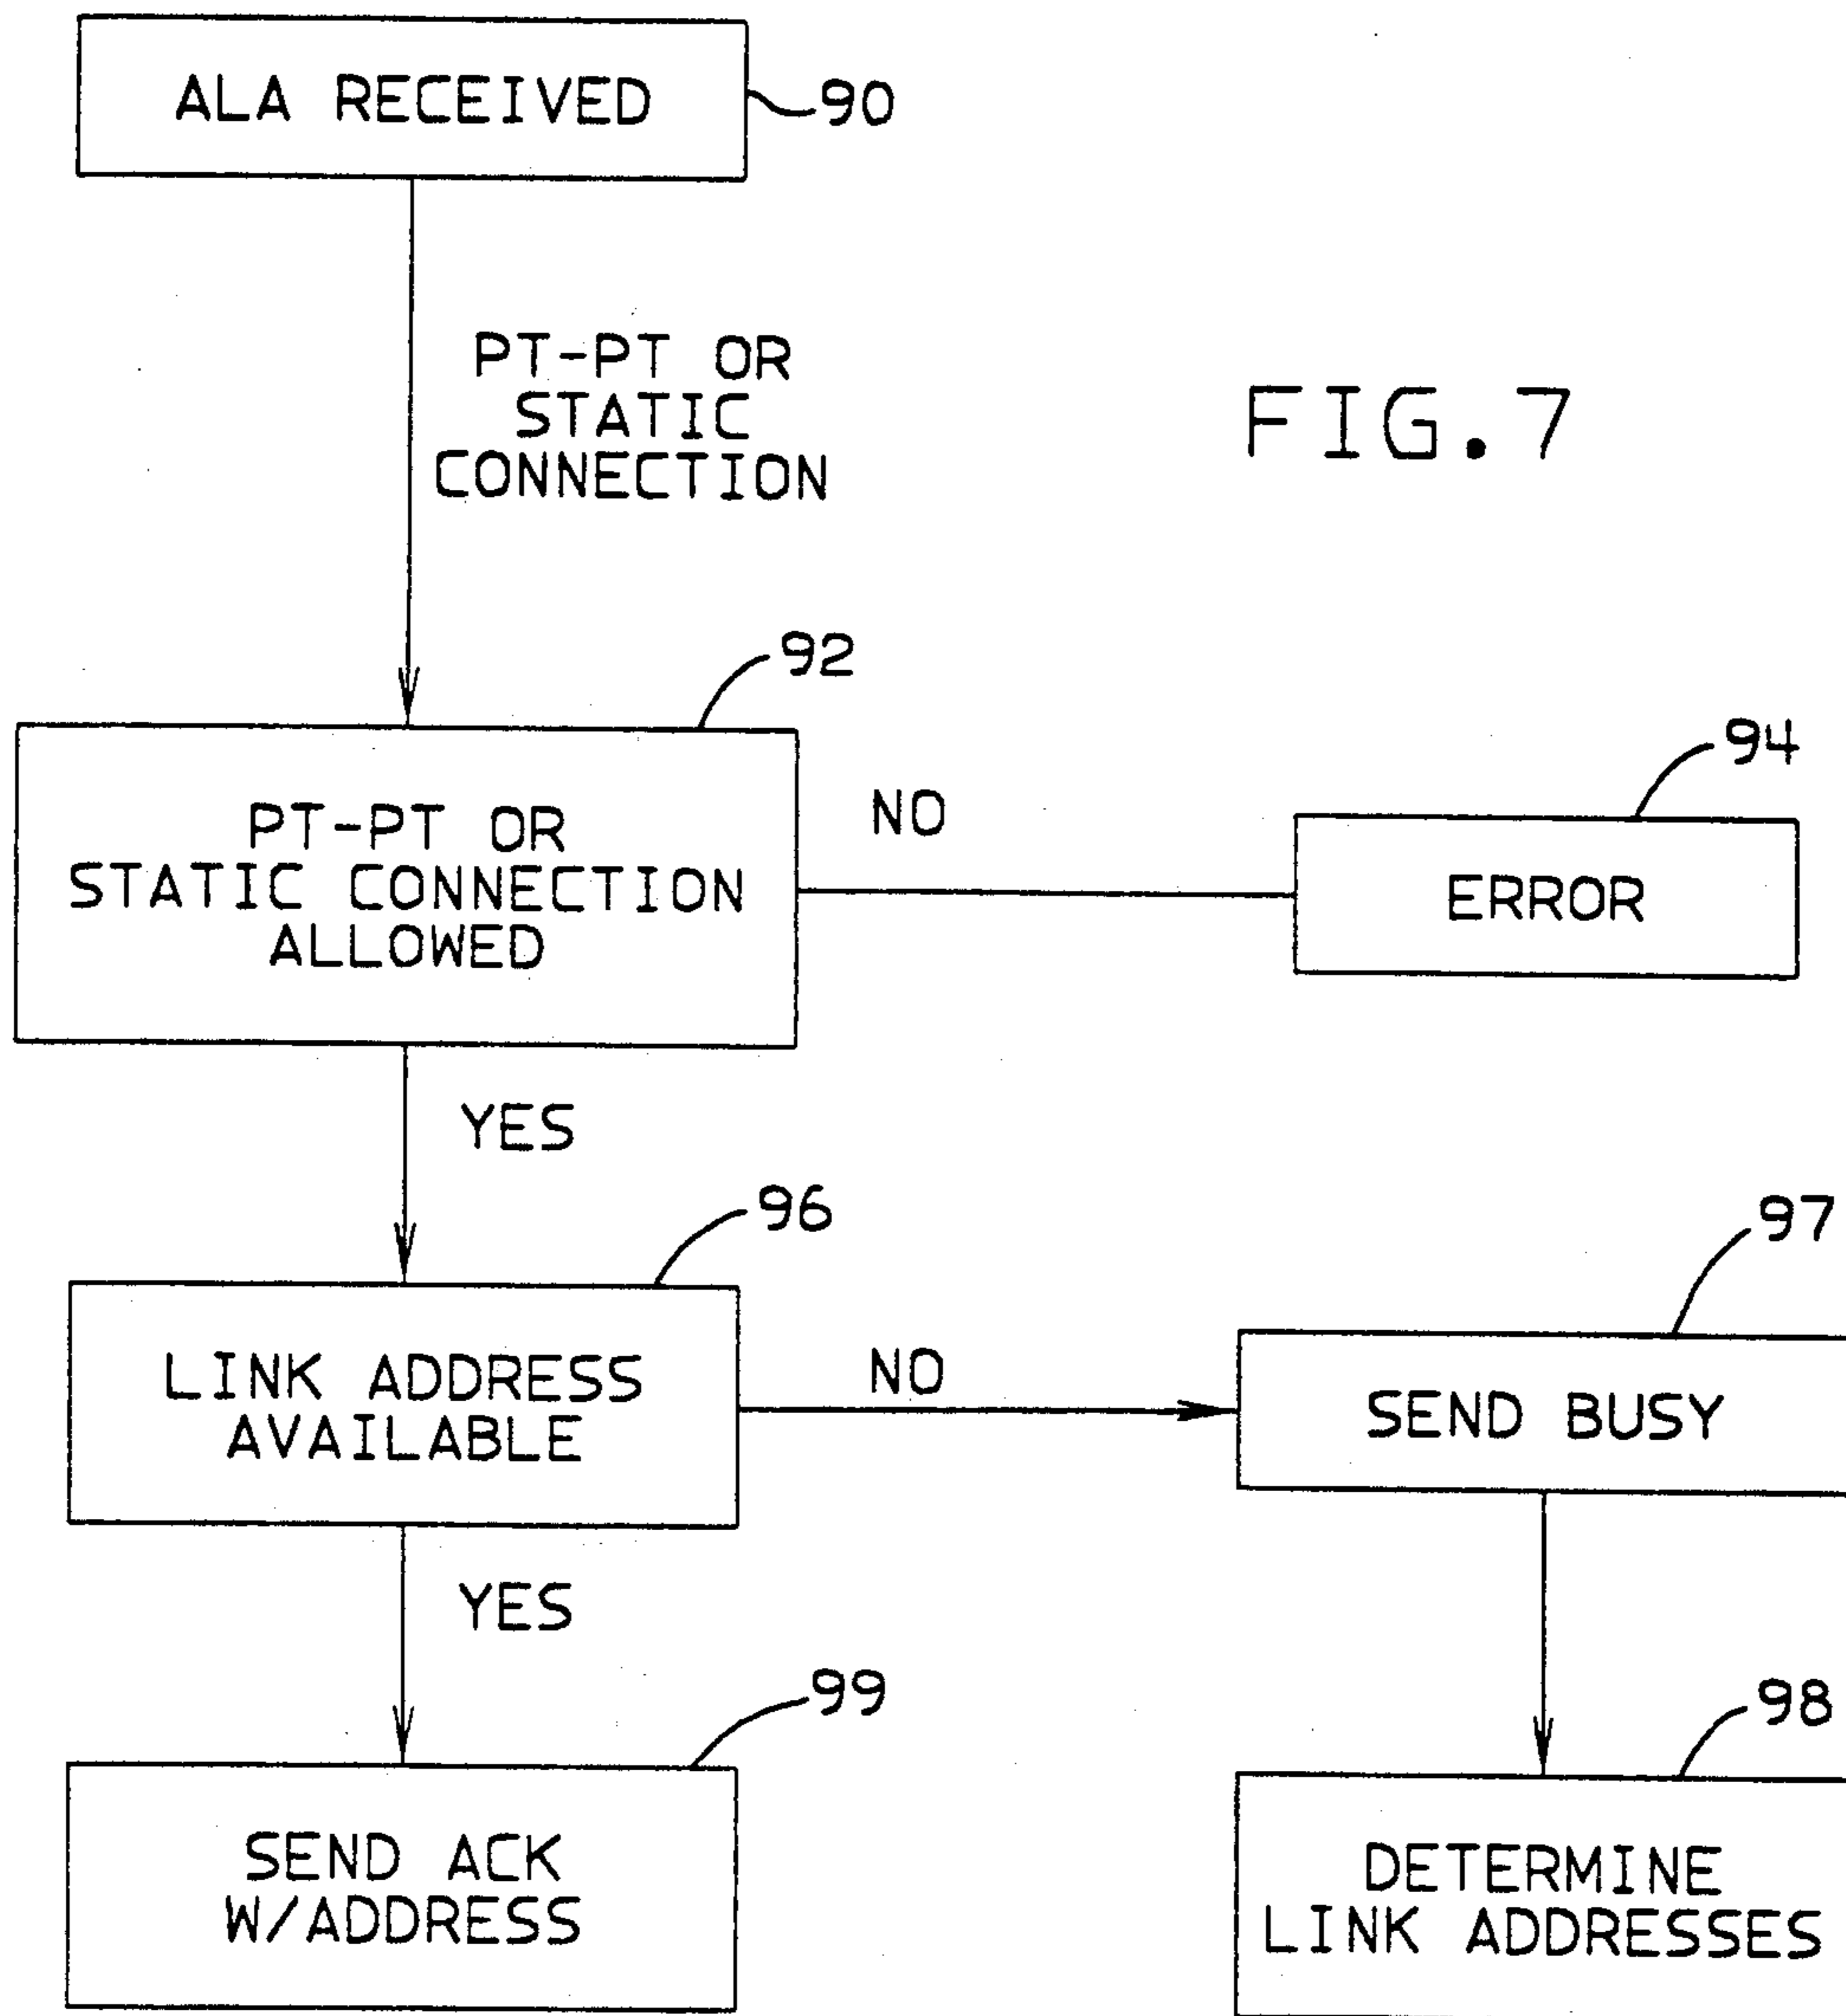 ALA RECEIVED
90
PT-PT OR
STATIC
CONNECTION
FIG. 7
92
PT-PT OR
STATIC CONNECTION
ALLOWED
NO
94
ERROR
YES
96
LINK ADDRESS
AVAILABLE
NO
97
SEND BUSY
YES
99
SEND ACK
W/ADDRESS
98
DETERMINE
LINK ADDRESSES